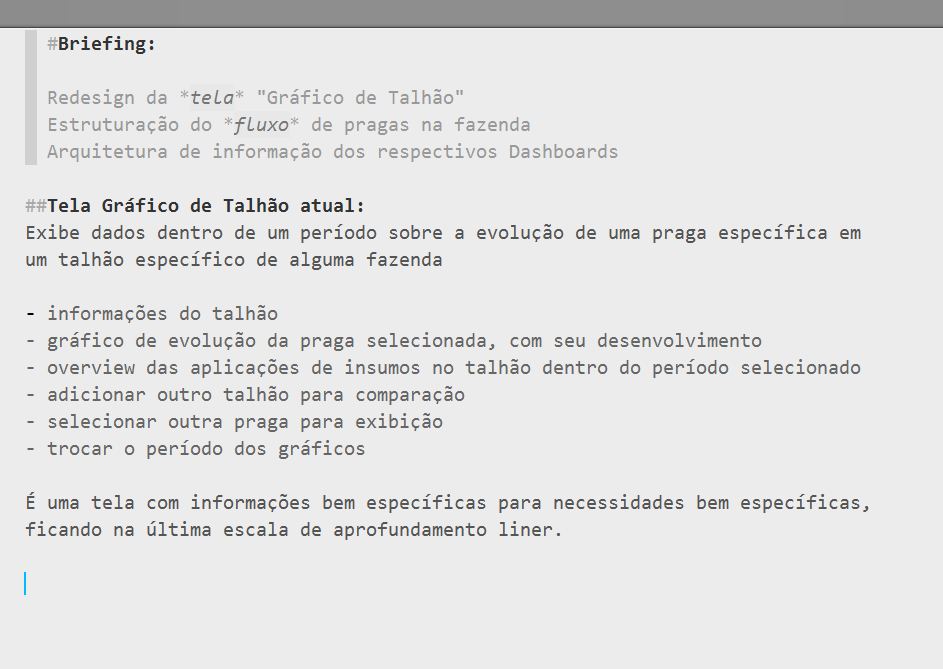 #Briefing:
Redesign da *tela* "Gráfico de Talhão"
Estruturação do *fluxo* de pragas na fazenda
Arquitetura de informação dos respectivos Dashboards
##Tela Gráfico de Talhão atual:
Exibe dados dentro de um período sobre a evolução de uma praga específica em
um talhão específico de alguma fazenda
- informações do talhão
- gráfico de evolução da praga selecionada, com seu desenvolvimento
- overview das aplicações de insumos no talhão dentro do período selecionado
- adicionar outro talhão para comparação
- selecionar outra praga para exibição
- trocar o período dos gráficos
É uma tela com informações bem específicas para necessidades bem específicas,
ficando na última escala de aprofundamento liner.